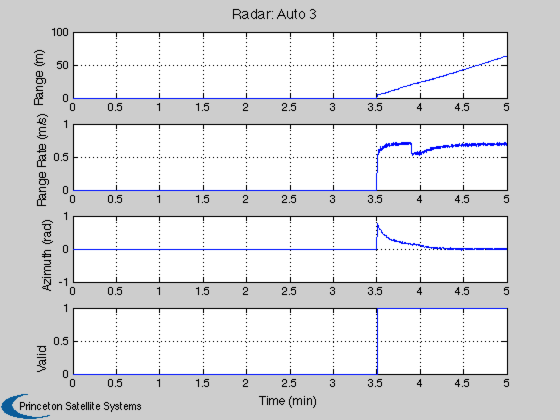 Radar: Auto 3
Range (m)
100
50
0
0 0.5 1 1.5 2 2.5 3 3.5 4 4.5 5
Range Rate (m/s)
1
0.5
0
0 0.5 1 1.5 2 2.5 3 3.5 4 4.5 5
Azimuth (rad)
1
0
-1
0 0.5 1 1.5 2 2.5 3 3.5 4 4.5 5
Valid
1
0.5
0
0 0.5 1 1.5 2 2.5 3 3.5 4 4.5 5
Time (min)
Princeton Satellite Systems